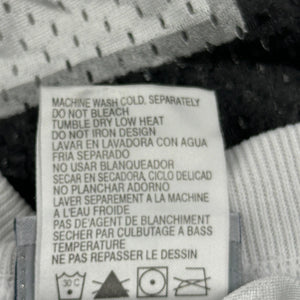 MACHINE WASH COLD, SEPARATELY
DO NOT BLEACH
TUMBLE DRY LOW HEAT
DO NOT IRON DESIGN
LAVAR EN LAVADORA CON AGUA
FRIA SEPARADO
NO USAR BLANQUEADOR
SECAR EN SECADORA, CICLO DELICAD
NO PLANCHAR ADORNO
LAVER SEPAREMENT A LA MACHINE
A L'EAU FROIDE
PAS DE'AGENT DE BLANCHIMENT
SECHER PAR CULBUTAGE A BASS
TEMPERATURE
NE PAS REPASSER LE DESSIN
30°C